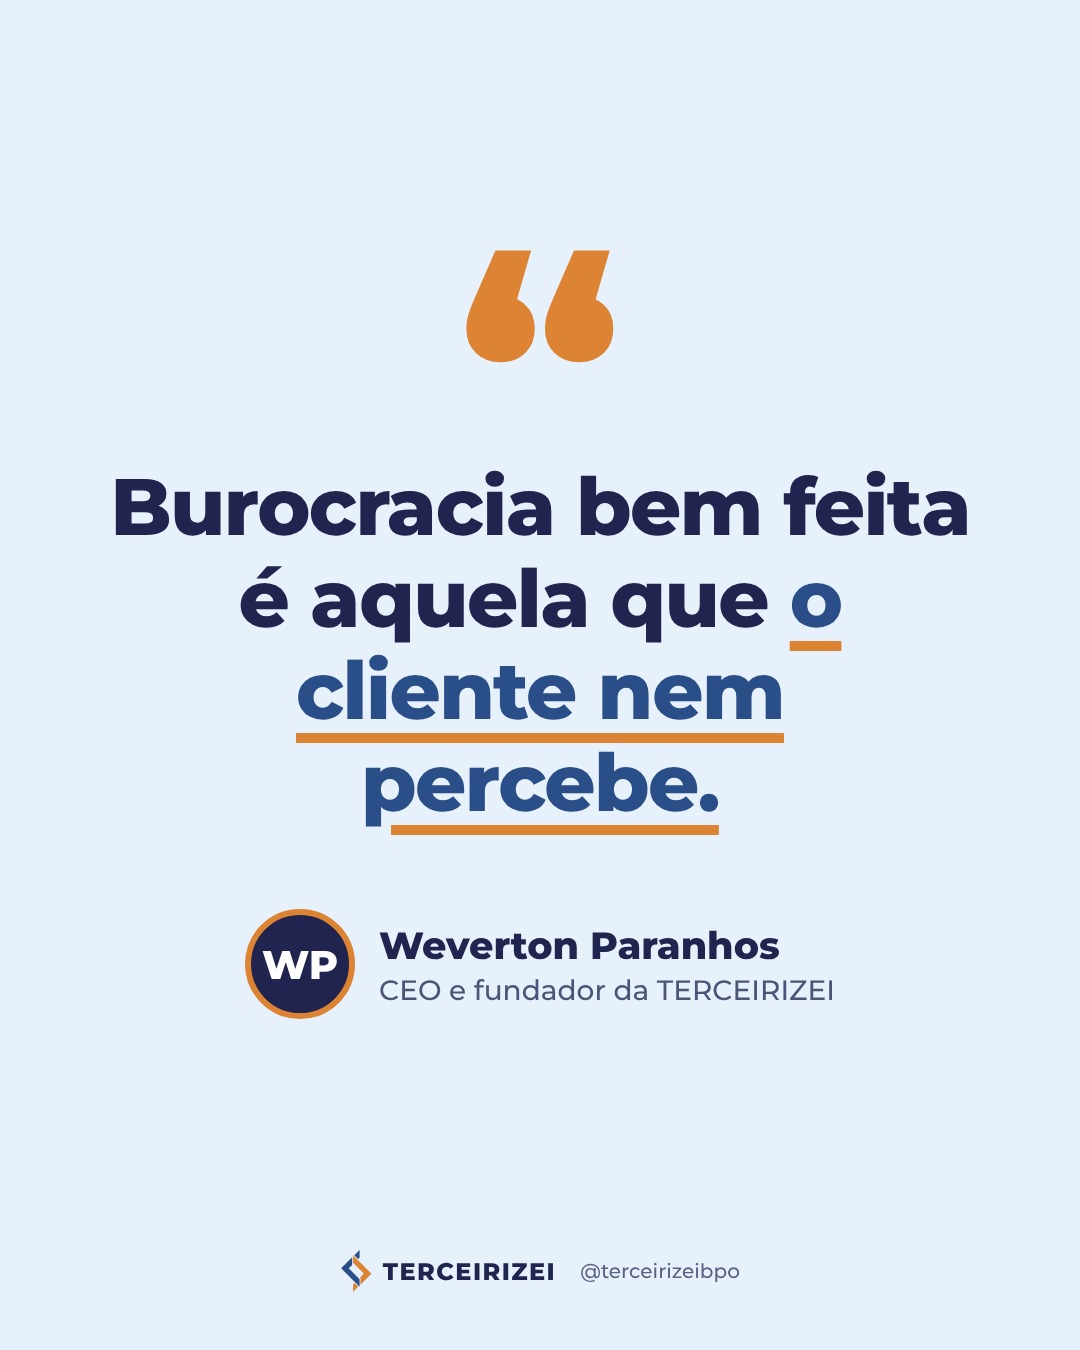 “
Burocracia bem feita
é aquela que o
cliente nem
percebe.
WP
Weverton Paranhos
CEO e fundador da TERCEIRIZEI
TERCEIRIZEI @terceirizeibpo